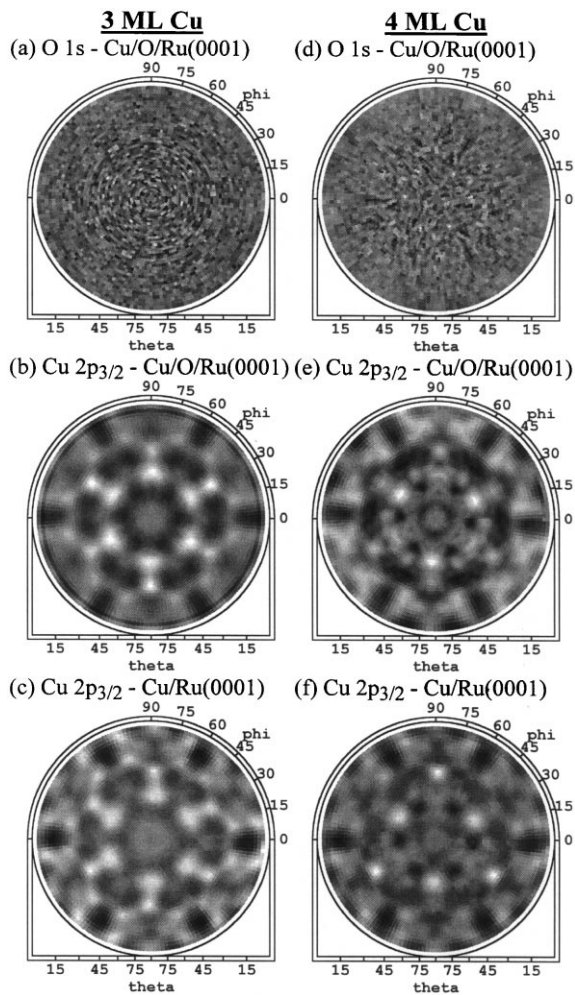 3 ML Cu
4 ML Cu
(a) O 1s - Cu/O/Ru(0001)
(d) O 1s - Cu/O/Ru(0001)
90
75
60
phi
45
30
15
0
15 45 75 75 45 15
theta
90
75
60
phi
45
30
15
0
15 45 75 75 45 15
theta
(b) Cu 2p3/2 - Cu/O/Ru(0001)
(e) Cu 2p3/2 - Cu/O/Ru(0001)
90
75
60
phi
45
30
15
0
15 45 75 75 45 15
theta
90
75
60
phi
45
30
15
0
15 45 75 75 45 15
theta
(c) Cu 2p3/2 - Cu/Ru(0001)
(f) Cu 2p3/2 - Cu/Ru(0001)
90
75
60
phi
45
30
15
0
15 45 75 75 45 15
theta
90
75
60
phi
45
30
15
0
15 45 75 75 45 15
theta